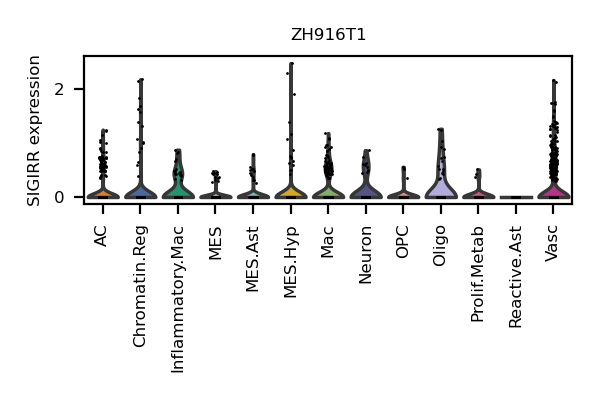 ZH916T1
SIGIRR expression
2
0
AC
Chromatin.Reg
Inflammatory.Mac
MES
MES.Ast
MES.Hyp
Mac
Neuron
OPC
Oligo
Prolif.Metab
Reactive.Ast
Vasc